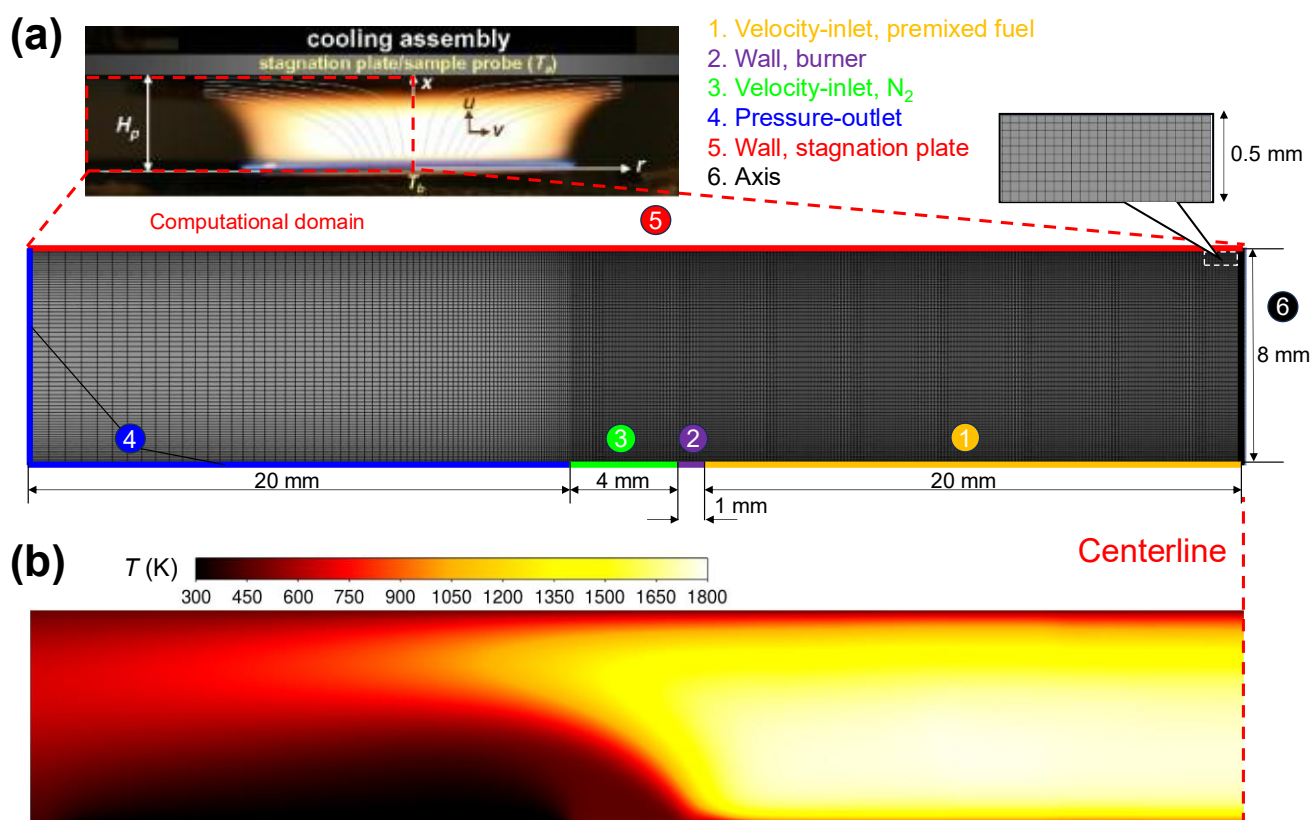 (a)
cooling assembly
stagnation plate/sample probe (Tₛ)
x
u
v
Hₚ
r
T_b
1. Velocity-inlet, premixed fuel
2. Wall, burner
3. Velocity-inlet, N₂
4. Pressure-outlet
5. Wall, stagnation plate
6. Axis
0.5 mm
Computational domain
5
6
8 mm
4
3
2
1
20 mm
4 mm
20 mm
1 mm
Centerline
(b)
T (K)
300 450 600 750 900 1050 1200 1350 1500 1650 1800